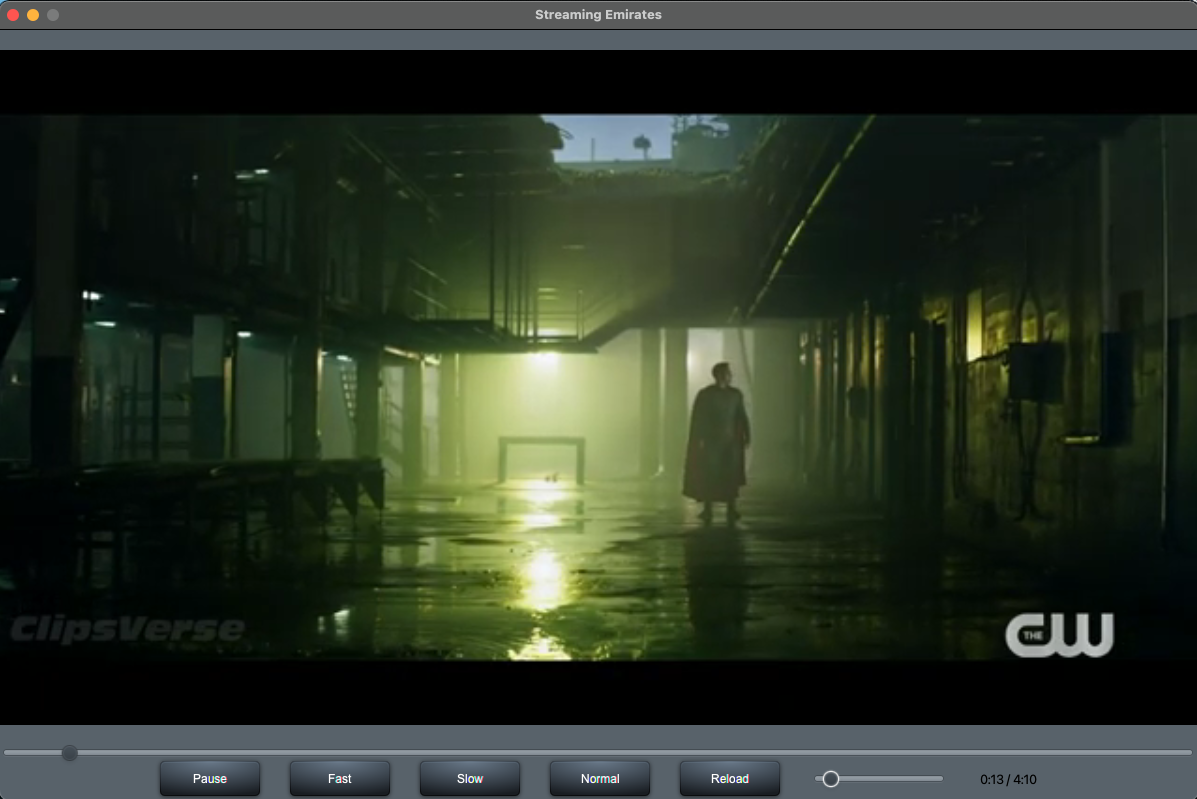 Streaming Emirates
ClipsVerse
THE CW
Pause
Fast
Slow
Normal
Reload
0:13 / 4:10